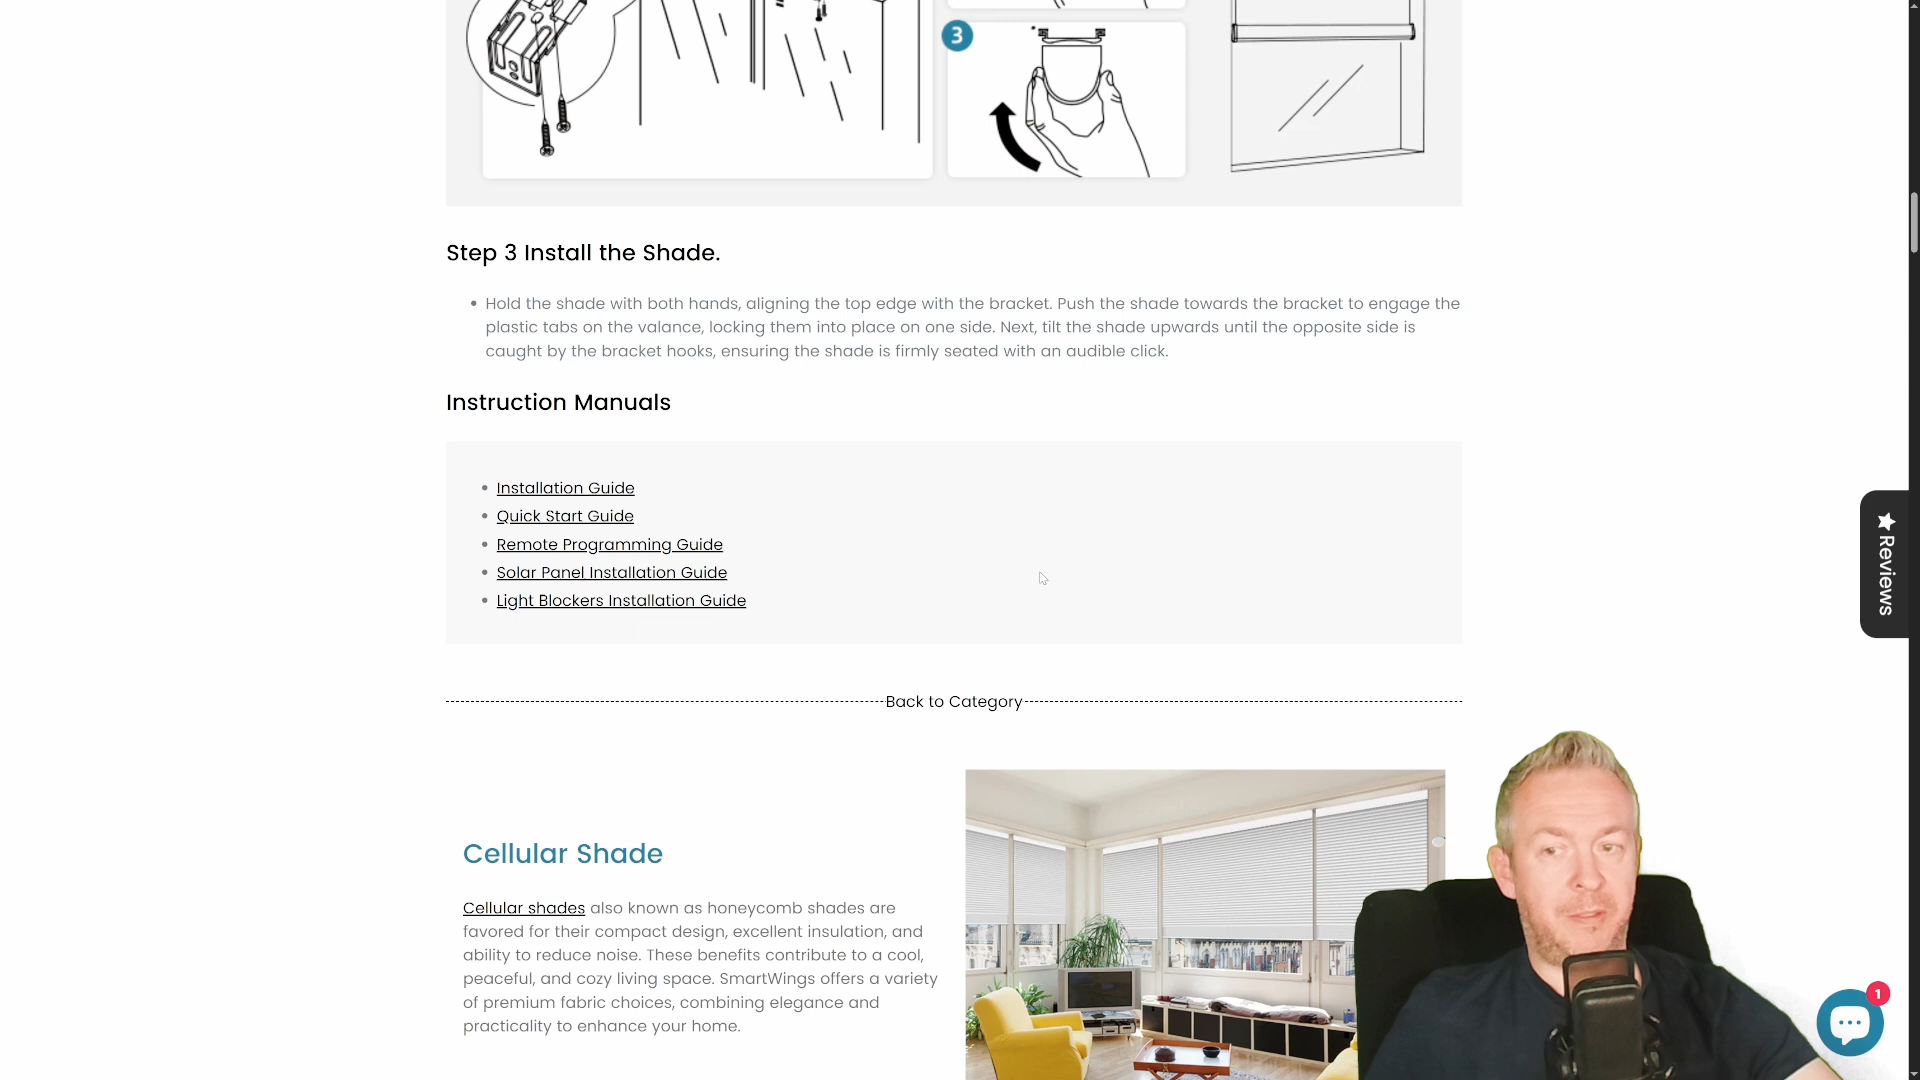 3
Step 3 Install the Shade.
• Hold the shade with both hands, aligning the top edge with the bracket. Push the shade towards the bracket to engage the
plastic tabs on the valance, locking them into place on one side. Next, tilt the shade upwards until the opposite side is
caught by the bracket hooks, ensuring the shade is firmly seated with an audible click.
Instruction Manuals
• Installation Guide
• Quick Start Guide
• Remote Programming Guide
• Solar Panel Installation Guide
• Light Blockers Installation Guide
★ Reviews
Back to Category
Cellular Shade
Cellular shades also known as honeycomb shades are
favored for their compact design, excellent insulation, and
ability to reduce noise. These benefits contribute to a cool,
peaceful, and cozy living space. SmartWings offers a variety
of premium fabric choices, combining elegance and
practicality to enhance your home.
1